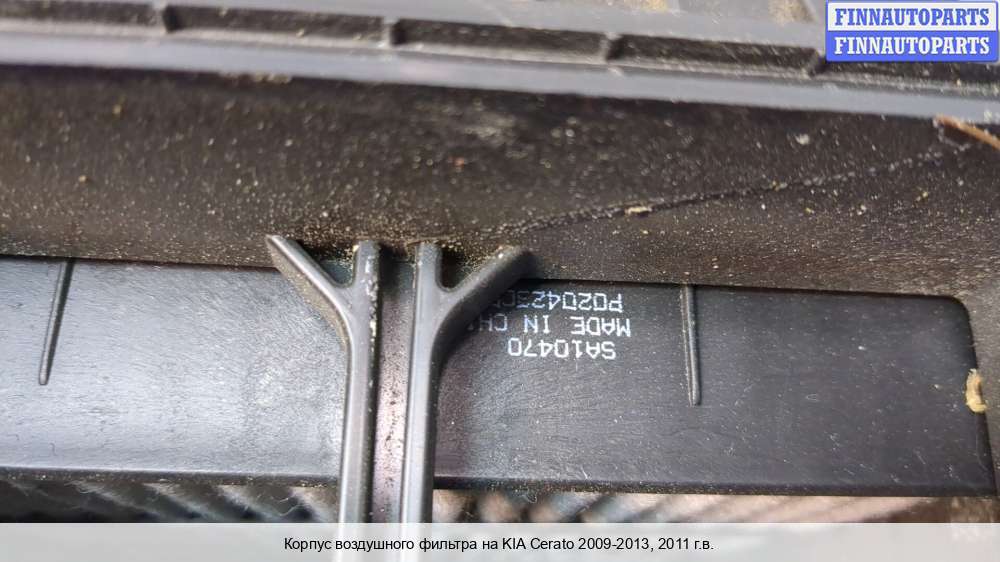 FINNAUTOPARTS
FINNAUTOPARTS
SA10470
MADE IN
Корпус воздушного фильтра на KIA Cerato 2009-2013, 2011 г.в.